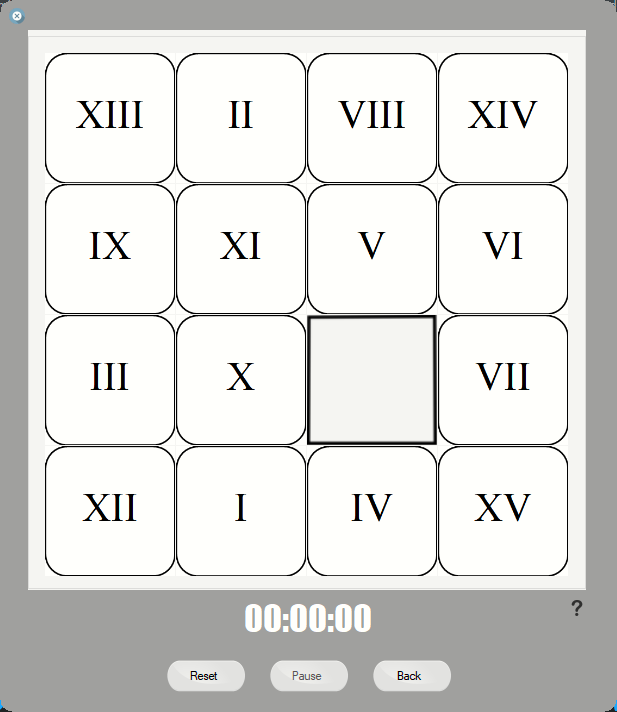 XIII II VIII XIV
IX XI V VI
III X VII
XII I IV XV
00:00:00
?
Reset Pause Back